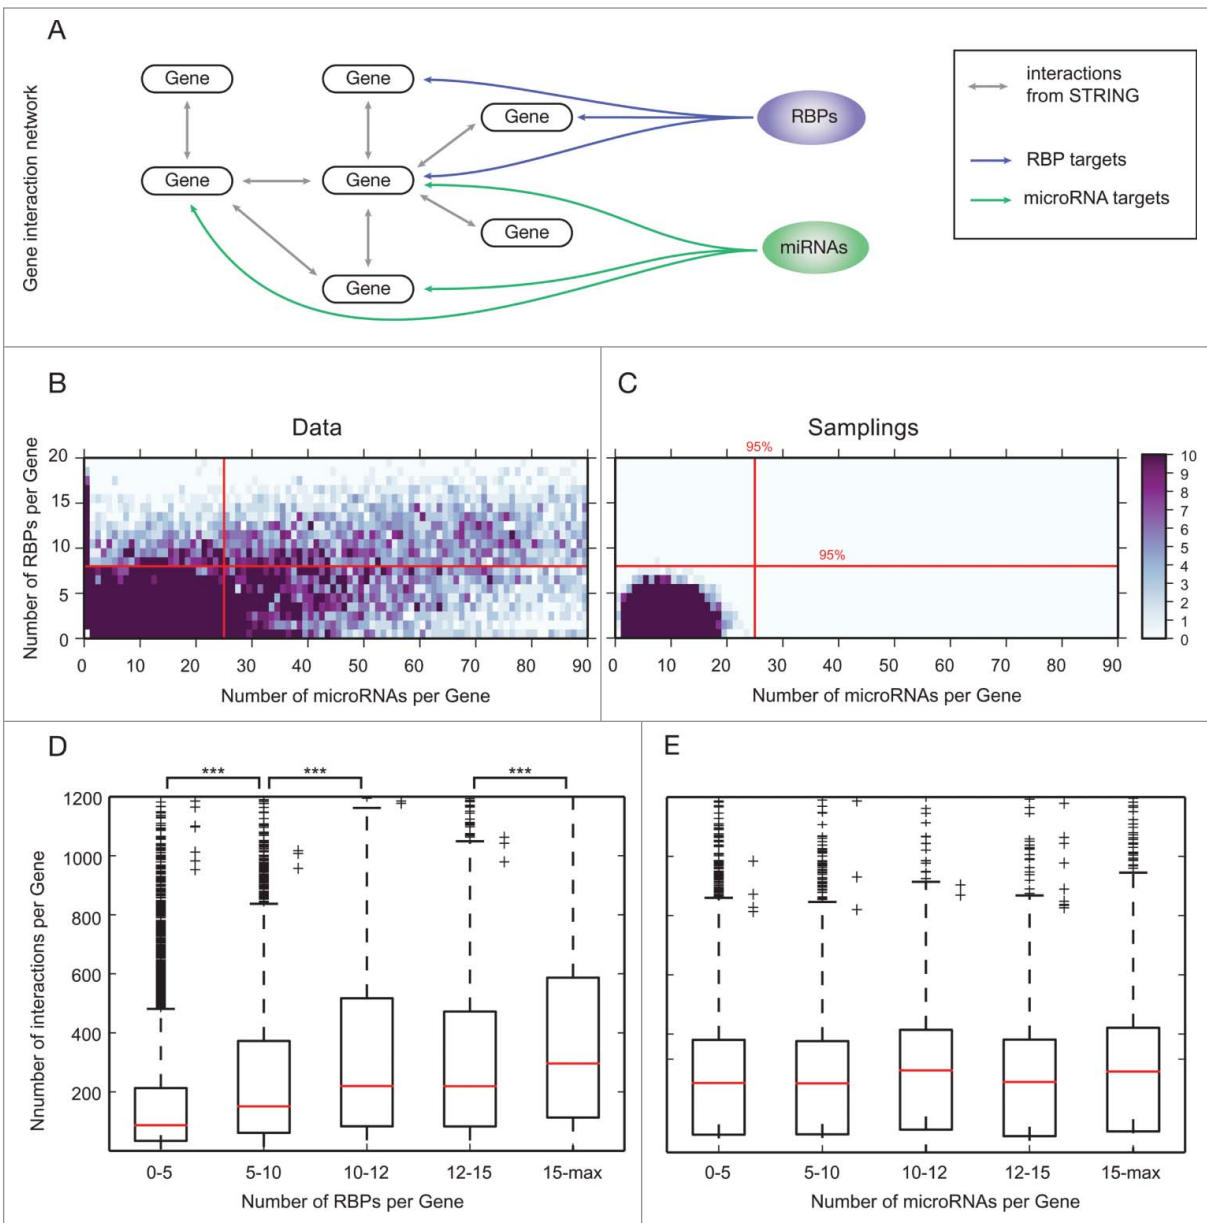 A
Gene interaction network
Gene
Gene
Gene
RBPs
Gene
Gene
Gene
miRNAs
Gene
interactions
from STRING
RBP targets
microRNA targets
B
Data
Number of RBPs per Gene
20
15
10
5
0
0 10 20 30 40 50 60 70 80 90
Number of microRNAs per Gene
C
Samplings
95%
95%
0 10 20 30 40 50 60 70 80 90
Number of microRNAs per Gene
10
9
8
7
6
5
4
3
2
1
0
D
*** *** ***
Nnumber of interactions per Gene
1200
1000
800
600
400
200
0-5 5-10 10-12 12-15 15-max
Number of RBPs per Gene
E
0-5 5-10 10-12 12-15 15-max
Number of microRNAs per Gene